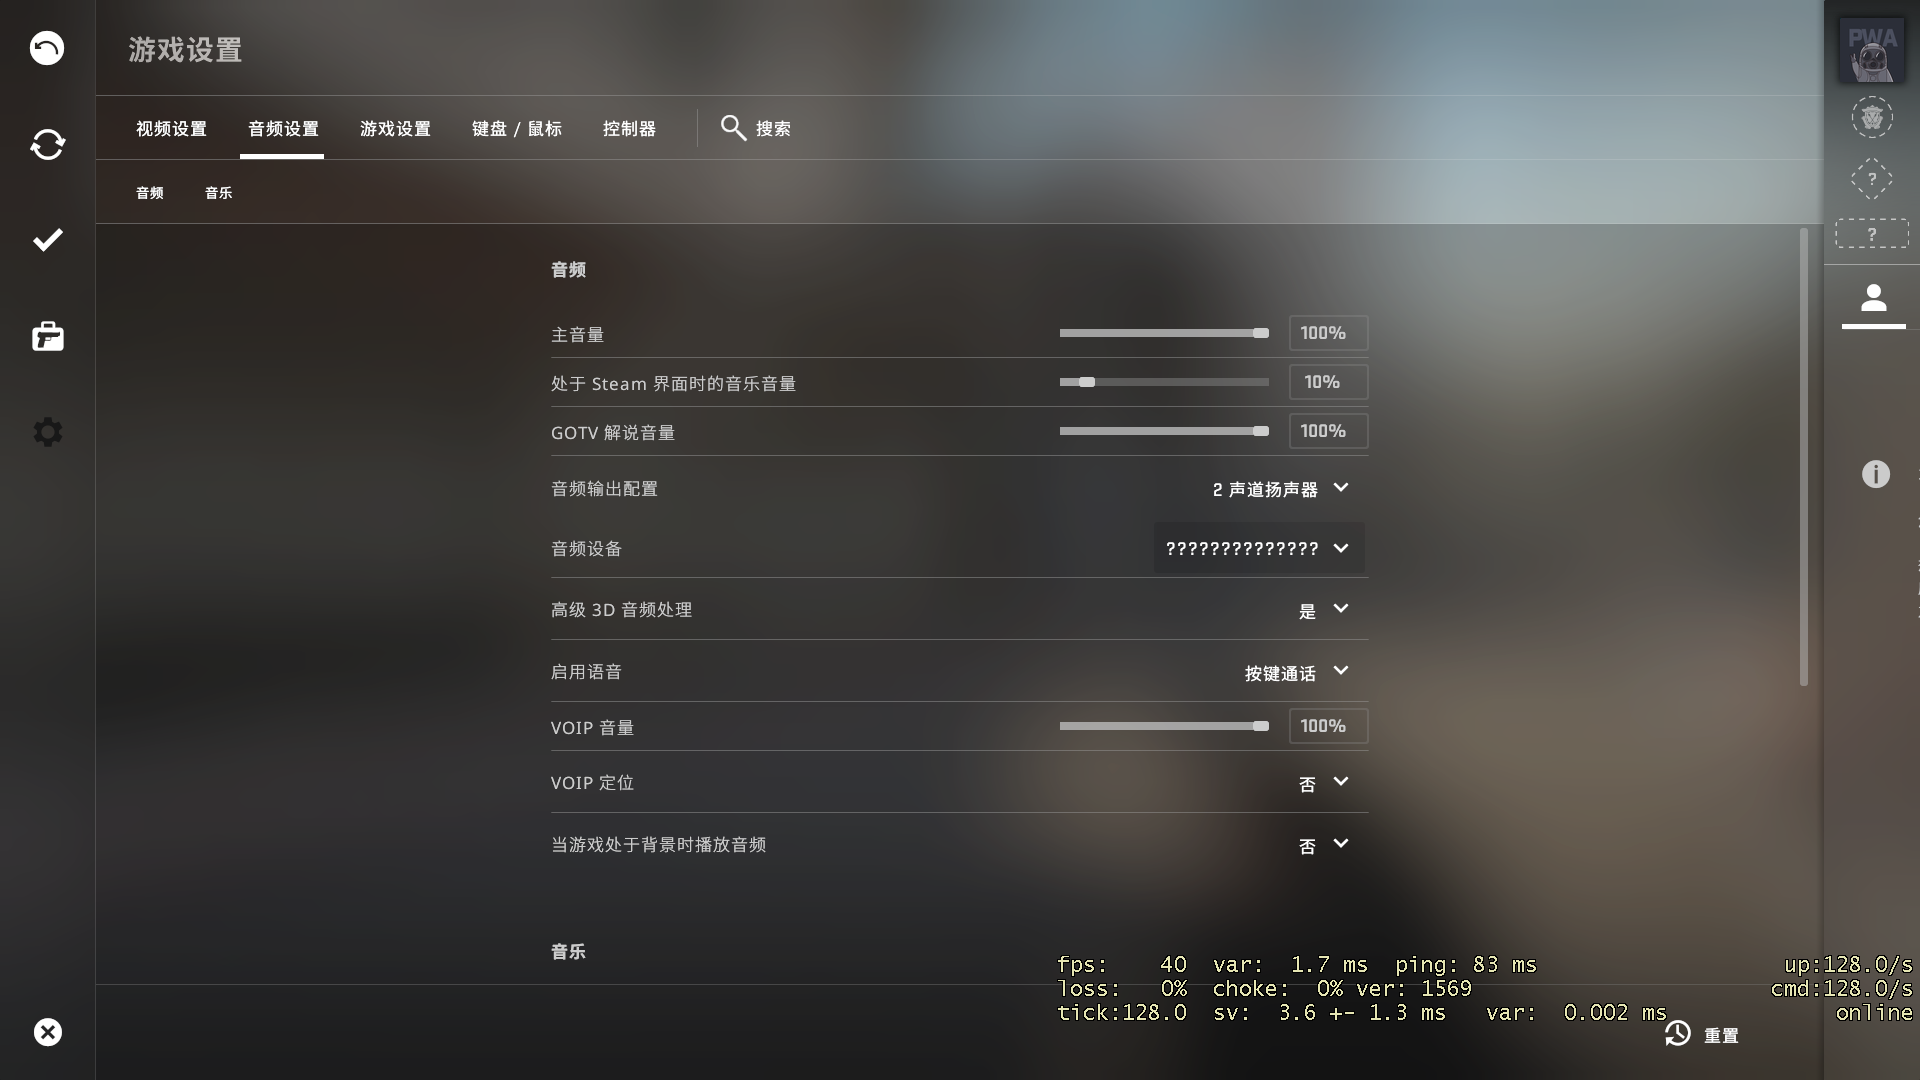 游戏设置
PWA
视频设置 音频设置 游戏设置 键盘 / 鼠标 控制器 搜索
音频 音乐
?
?
音频
主音量 100%
处于 Steam 界面时的音乐音量 10%
GOTV 解说音量 100%
音频输出配置 2 声道扬声器
音频设备 ??????????????
高级 3D 音频处理 是
启用语音 按键通话
VOIP 音量 100%
VOIP 定位 否
当游戏处于背景时播放音频 否
音乐
fps: 40 var: 1.7 ms ping: 83 ms up:128.0/s
loss: 0% choke: 0% ver: 1569 cmd:128.0/s
tick:128.0 sv: 3.6 +- 1.3 ms var: 0.002 ms online
重置